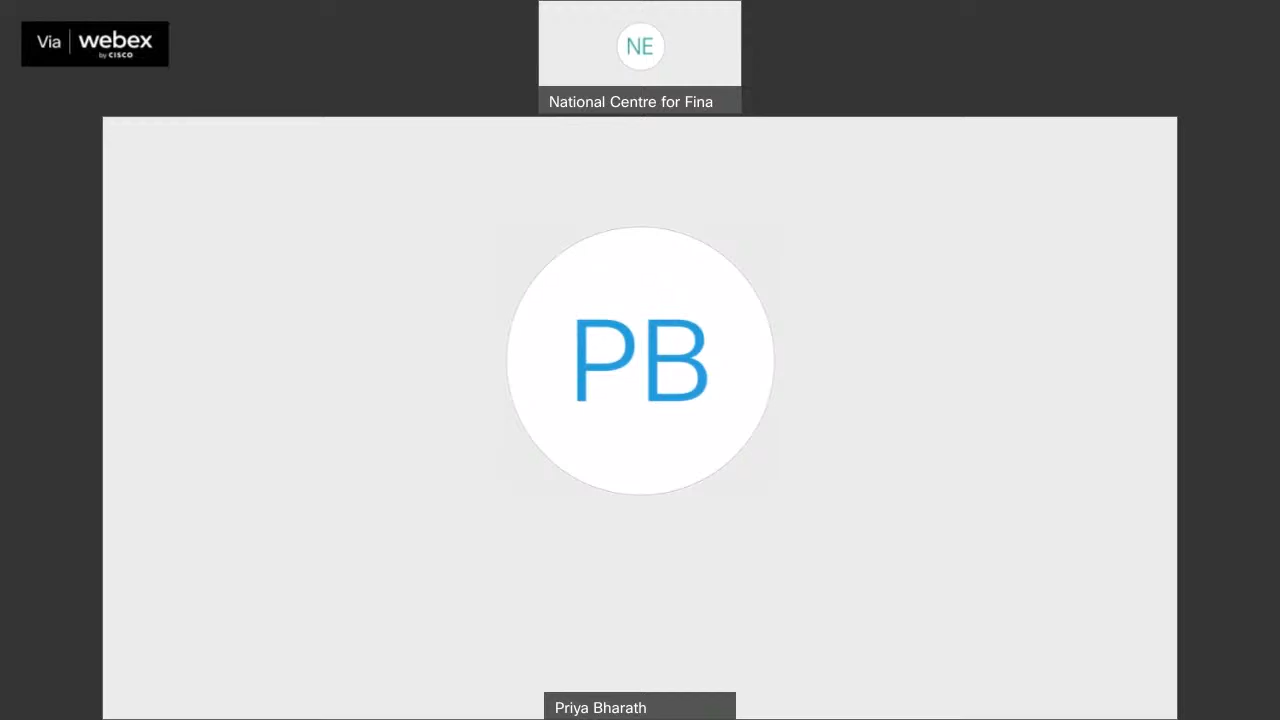 Via | webex
by CISCO
NE
National Centre for Fina
PB
Priya Bharath